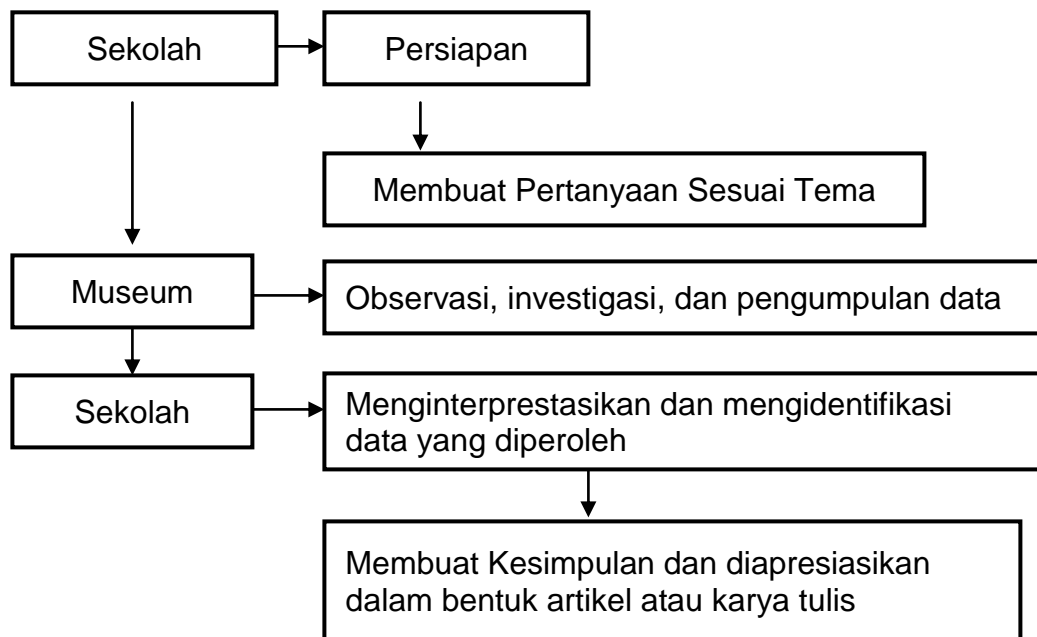 Sekolah
Persiapan
Membuat Pertanyaan Sesuai Tema
Museum
Observasi, investigasi, dan pengumpulan data
Sekolah
Menginterprestasikan dan mengidentifikasi
data yang diperoleh
Membuat Kesimpulan dan diapresiasikan
dalam bentuk artikel atau karya tulis